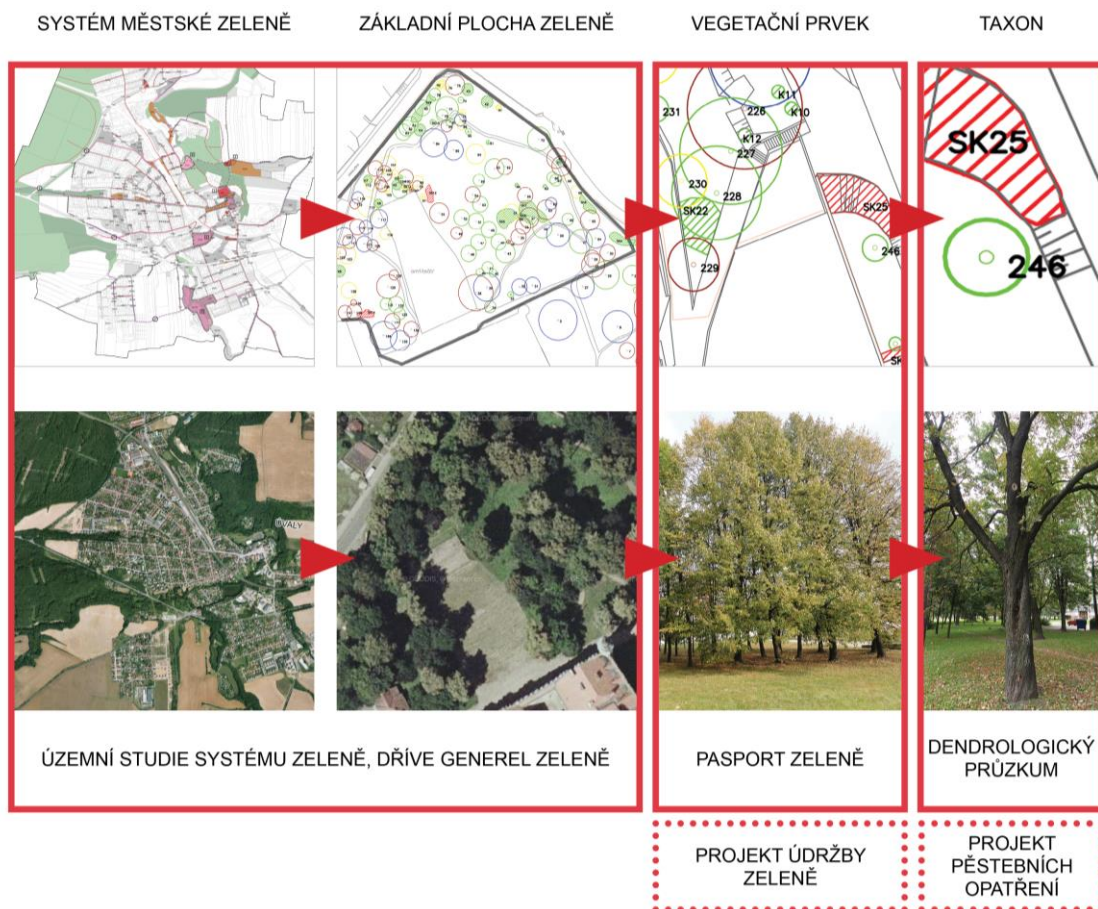 SYSTÉM MĚSTSKÉ ZELENĚ
ZÁKLADNÍ PLOCHA ZELENĚ
VEGETAČNÍ PRVEK
TAXON
231
226
K11
K10
K12
227
230
228
SK22
SK25
246
229
SK25
246
ÚVALY
ÚZEMNÍ STUDIE SYSTÉMU ZELENĚ, DŘÍVE GENEREL ZELENĚ
PASPORT ZELENĚ
DENDROLOGICKÝ
PRŮZKUM
PROJEKT ÚDRŽBY
ZELENĚ
PROJEKT
PĚSTEBNÍCH
OPATŘENÍ